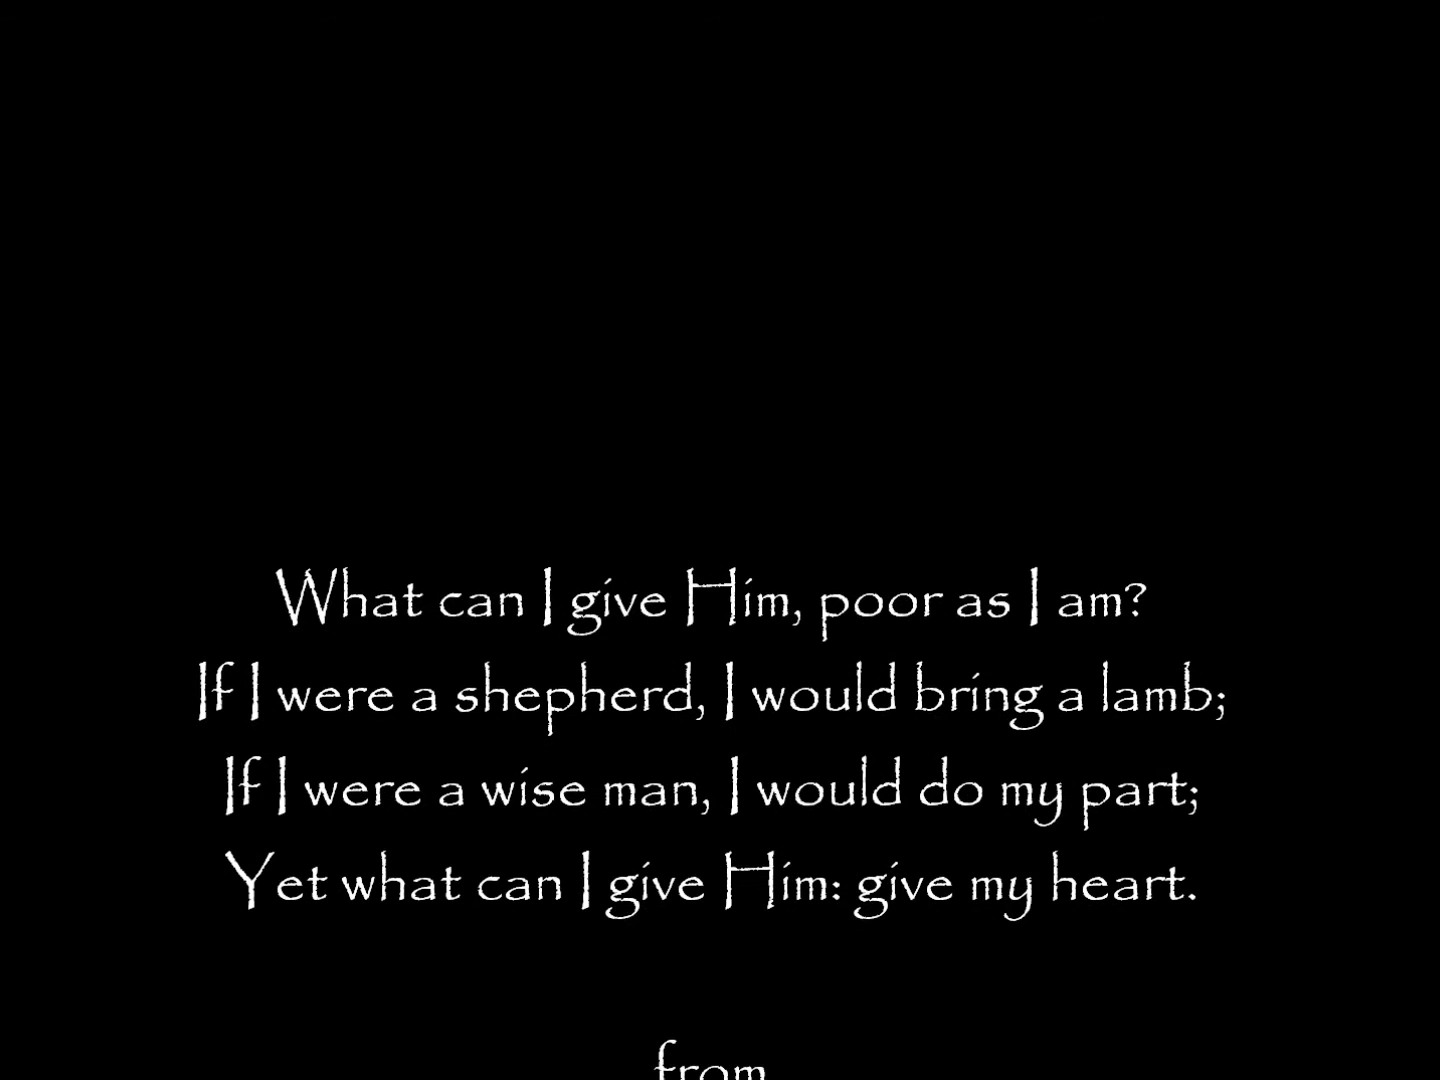 What can I give Him, poor as I am?
If I were a shepherd, I would bring a lamb;
If I were a wise man, I would do my part;
Yet what can I give Him: give my heart.
from